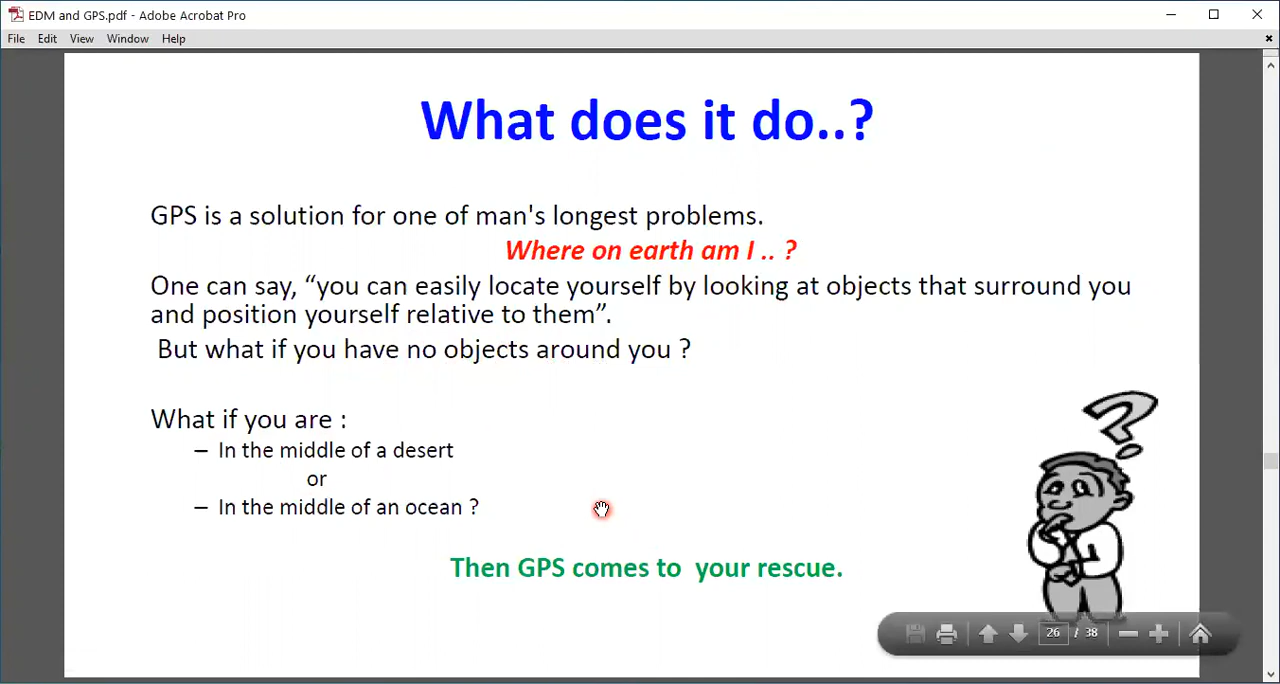 EDM and GPS.pdf - Adobe Acrobat Pro
File Edit View Window Help
What does it do..?
GPS is a solution for one of man's longest problems.
Where on earth am I .. ?
One can say, “you can easily locate yourself by looking at objects that surround you
and position yourself relative to them”.
But what if you have no objects around you ?
What if you are :
– In the middle of a desert
or
– In the middle of an ocean ?
Then GPS comes to your rescue.
26 / 38